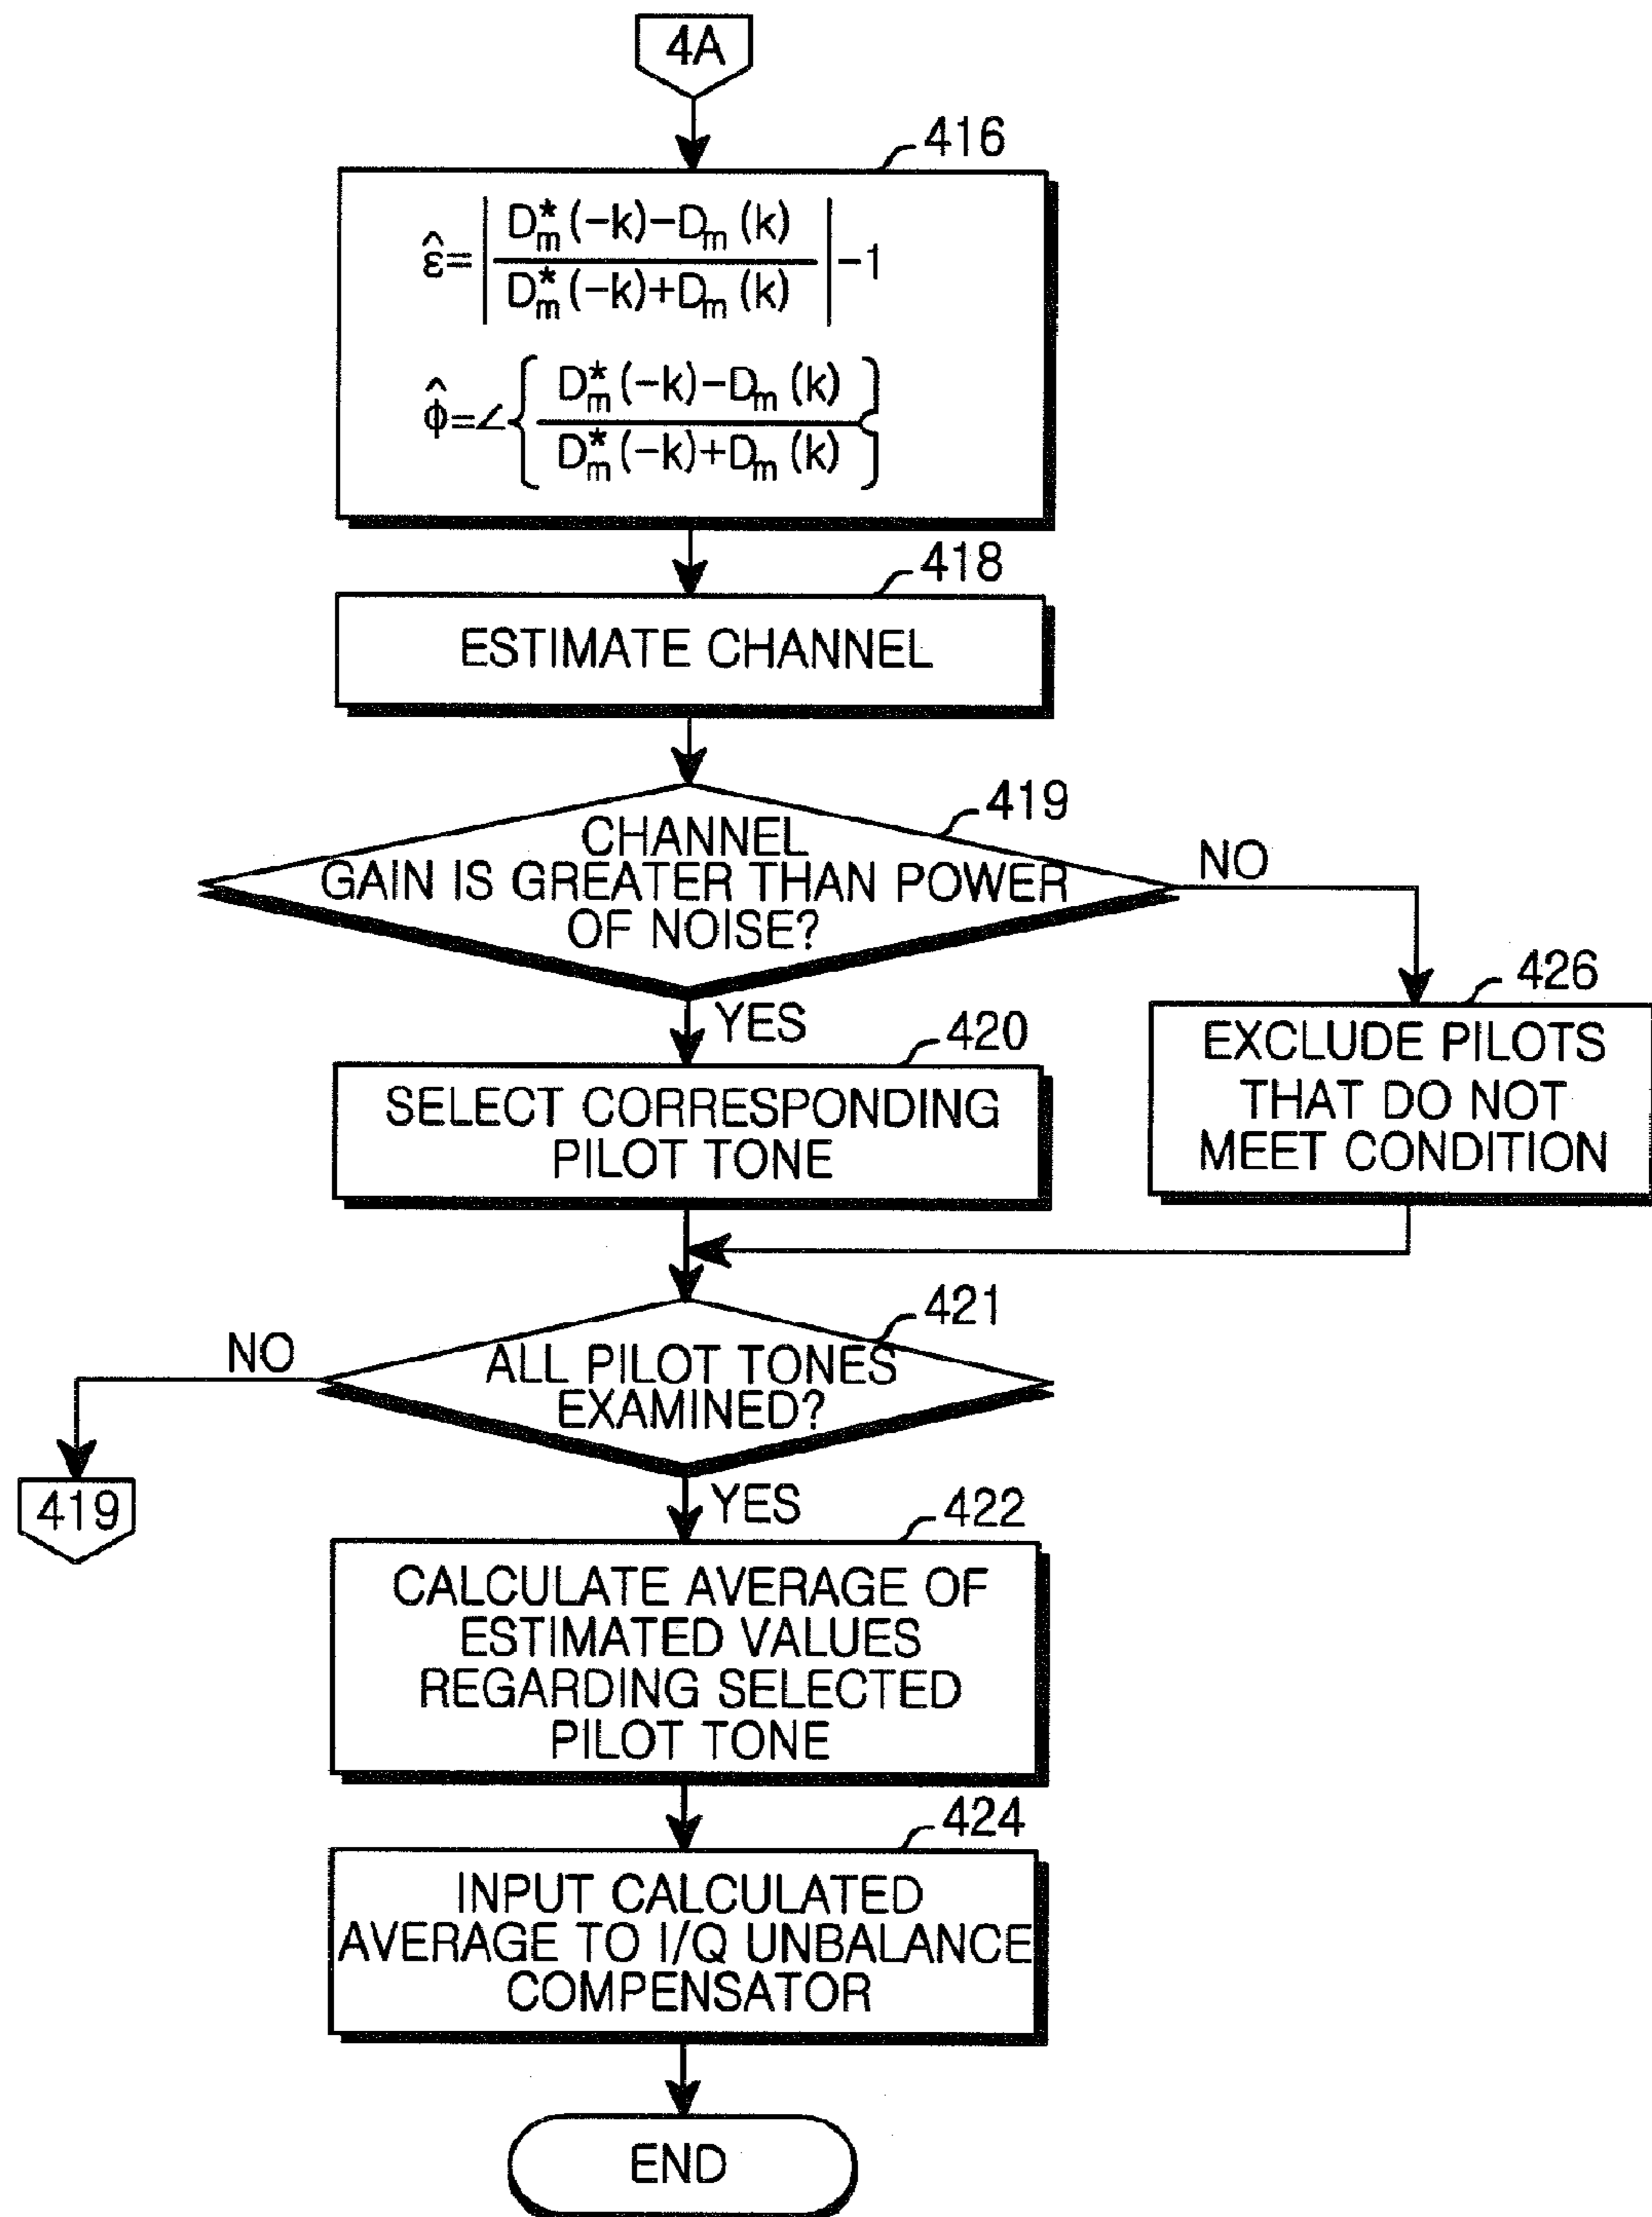 4A
416
ε̂=| D*m(-k)-Dm(k) / D*m(-k)+Dm(k) |-1
φ̂=∠{ D*m(-k)-Dm(k) / D*m(-k)+Dm(k) }
418
ESTIMATE CHANNEL
419
CHANNEL
GAIN IS GREATER THAN POWER
OF NOISE?
NO
YES
426
EXCLUDE PILOTS
THAT DO NOT
MEET CONDITION
420
SELECT CORRESPONDING
PILOT TONE
421
ALL PILOT TONES
EXAMINED?
NO
419
YES
422
CALCULATE AVERAGE OF
ESTIMATED VALUES
REGARDING SELECTED
PILOT TONE
424
INPUT CALCULATED
AVERAGE TO I/Q UNBALANCE
COMPENSATOR
END